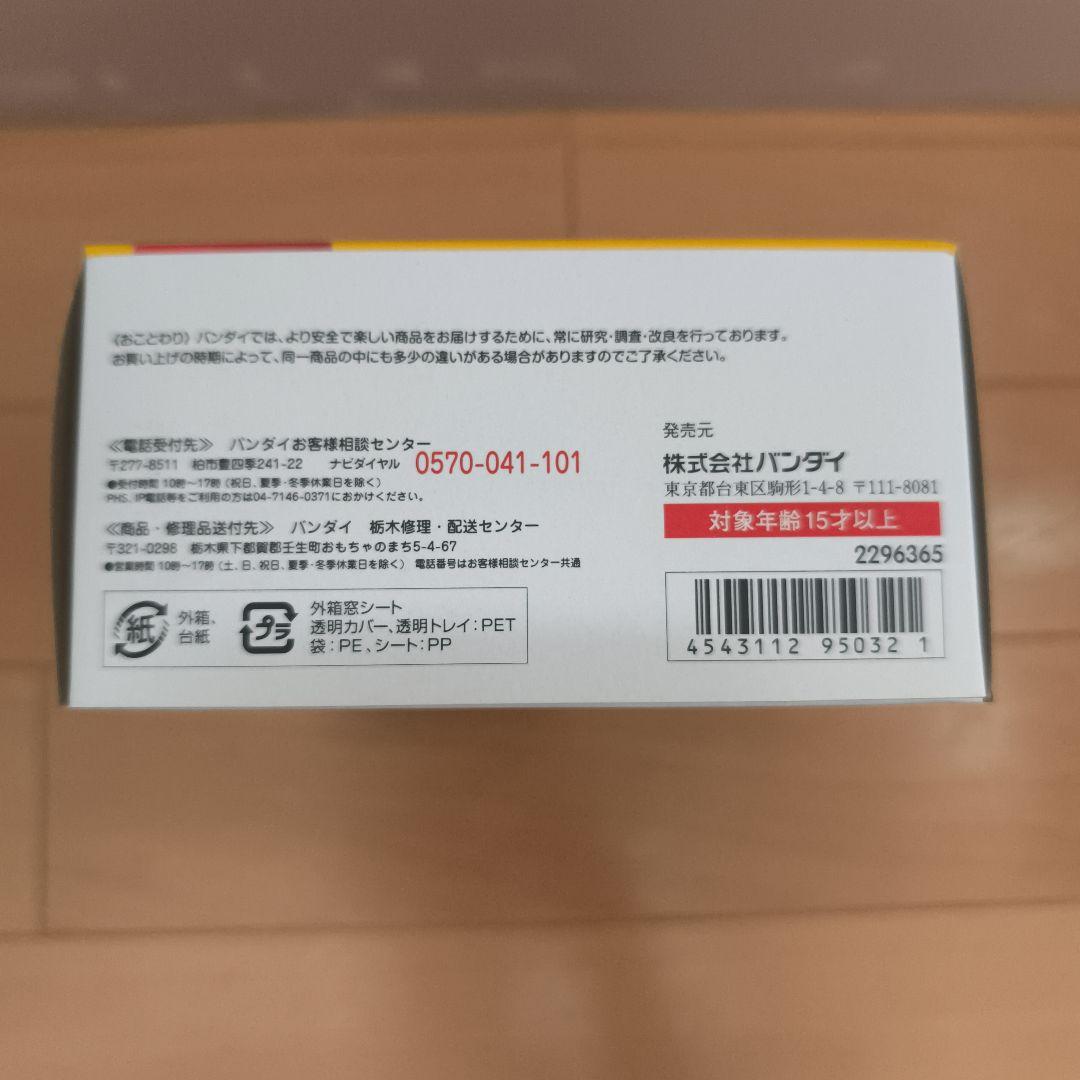 《おことわり》バンダイでは、より安全で楽しい商品をお届けするために、常に研究・調査・改良を行っております。
お買い上げの時期によって、同一商品の中にも多少の違いがある場合がありますのでご了承ください。
≪電話受付先≫ バンダイお客様相談センター
〒277-8511 柏市豊四季241-22 ナビダイヤル 0570-041-101
●受付時間 10時〜17時(祝日、夏季・冬季休業日を除く)
PHS、IP電話等をご利用の方は04-7146-0371におかけください。
≪商品・修理品送付先≫ バンダイ 栃木修理・配送センター
〒321-0298 栃木県下都賀郡壬生町おもちゃのまち5-4-67
●営業時間 10時〜17時(土、日、祝日、夏季・冬季休業日を除く) 電話番号はお客様相談センター共通
紙
外箱、
台紙
プラ
外箱窓シート
透明カバー、透明トレイ:PET
袋:PE、シート:PP
発売元
株式会社バンダイ
東京都台東区駒形1-4-8 〒111-8081
対象年齢15才以上
2296365
4543112 95032 1